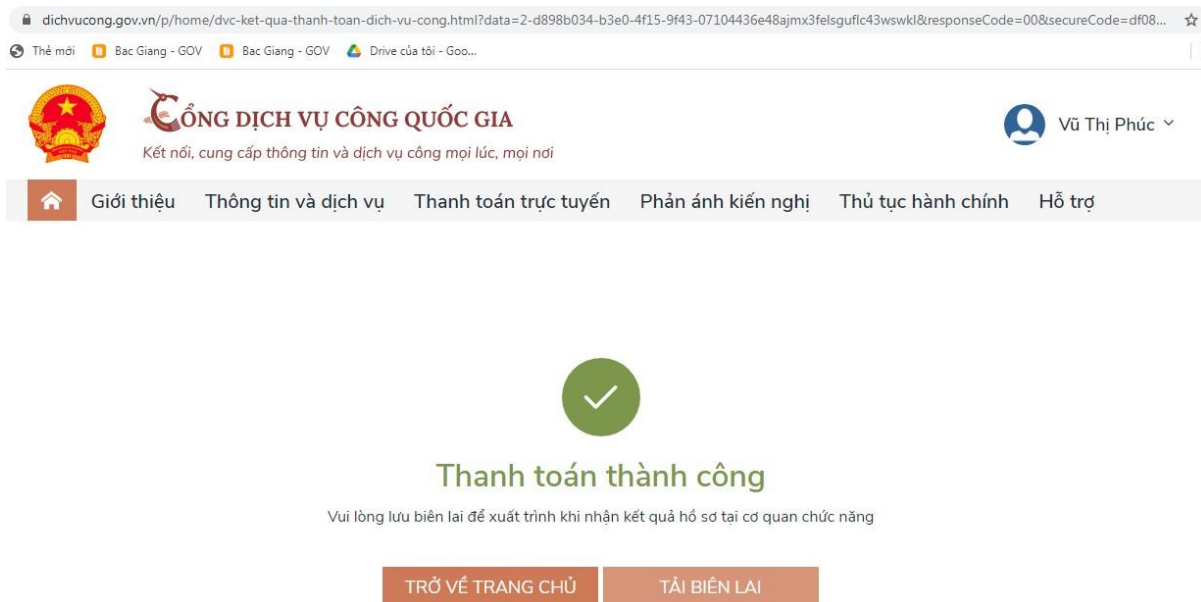 dichvucong.gov.vn/p/home/dvc-ket-qua-thanh-toan-dich-vu-cong.html?data=2-d898b034-b3e0-4f15-9f43-07104436e48ajmx3felsguflc43wswkl&responseCode=00&secureCode=df08...
Thẻ mới Bac Giang - GOV Bac Giang - GOV Drive của tôi - Goo...
CỔNG DỊCH VỤ CÔNG QUỐC GIA
Kết nối, cung cấp thông tin và dịch vụ công mọi lúc, mọi nơi
Vũ Thị Phúc
Giới thiệu Thông tin và dịch vụ Thanh toán trực tuyến Phản ánh kiến nghị Thủ tục hành chính Hỗ trợ
Thanh toán thành công
Vui lòng lưu biên lai để xuất trình khi nhận kết quả hồ sơ tại cơ quan chức năng
TRỞ VỀ TRANG CHỦ TẢI BIÊN LAI